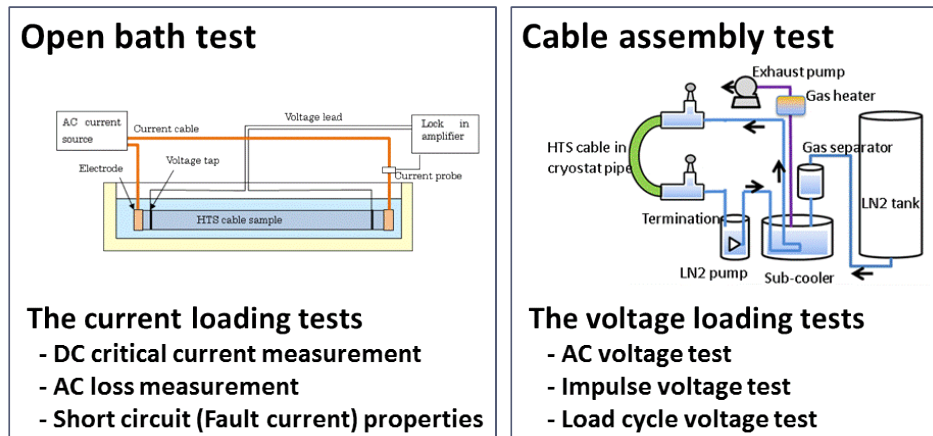 Open bath test
AC current
source
Current cable
Voltage lead
Lock in
amplifier
Electrode
Voltage tap
Current probe
HTS cable sample
The current loading tests
- DC critical current measurement
- AC loss measurement
- Short circuit (Fault current) properties
Cable assembly test
Exhaust pump
Gas heater
HTS cable in
cryostat pipe
Gas separator
LN2 tank
Termination
LN2 pump
Sub-cooler
The voltage loading tests
- AC voltage test
- Impulse voltage test
- Load cycle voltage test